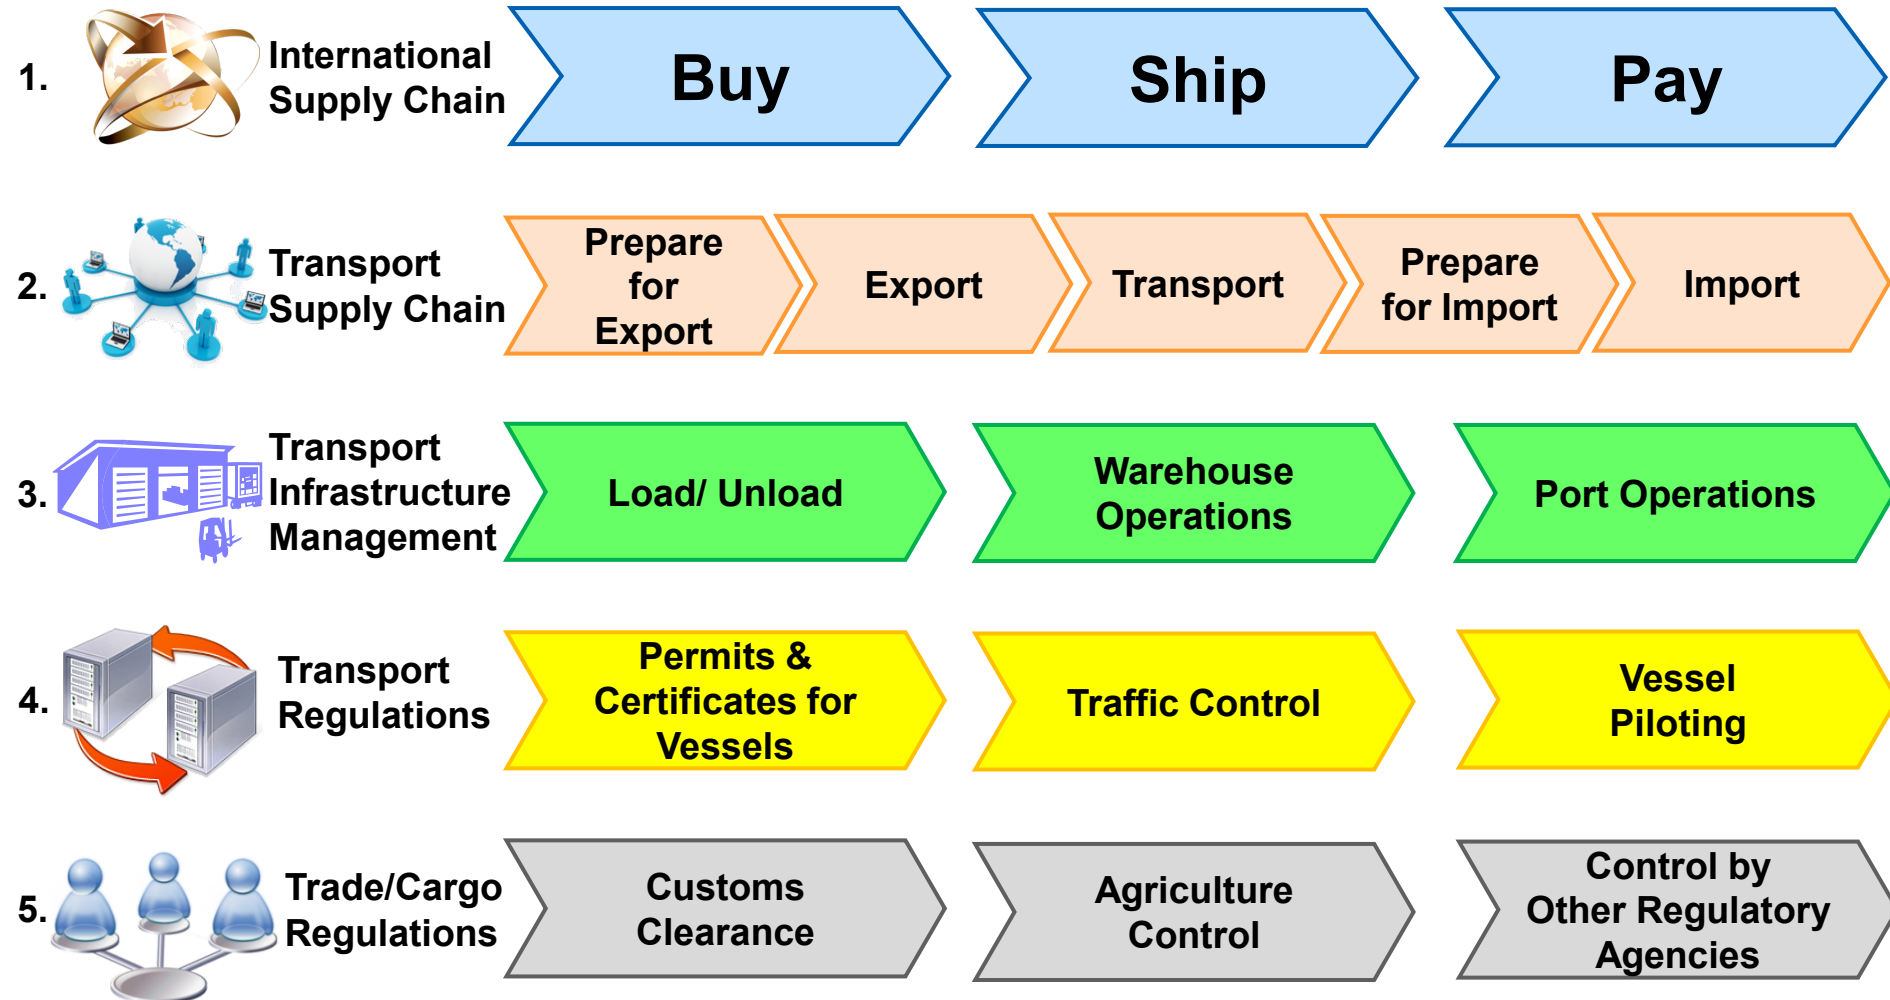 1.
International
Supply Chain
Buy
Ship
Pay
2.
Transport
Supply Chain
Prepare
for
Export
Export
Transport
Prepare
for Import
Import
3.
Transport
Infrastructure
Management
Load/ Unload
Warehouse
Operations
Port Operations
4.
Transport
Regulations
Permits &
Certificates for
Vessels
Traffic Control
Vessel
Piloting
5.
Trade/Cargo
Regulations
Customs
Clearance
Agriculture
Control
Control by
Other Regulatory
Agencies